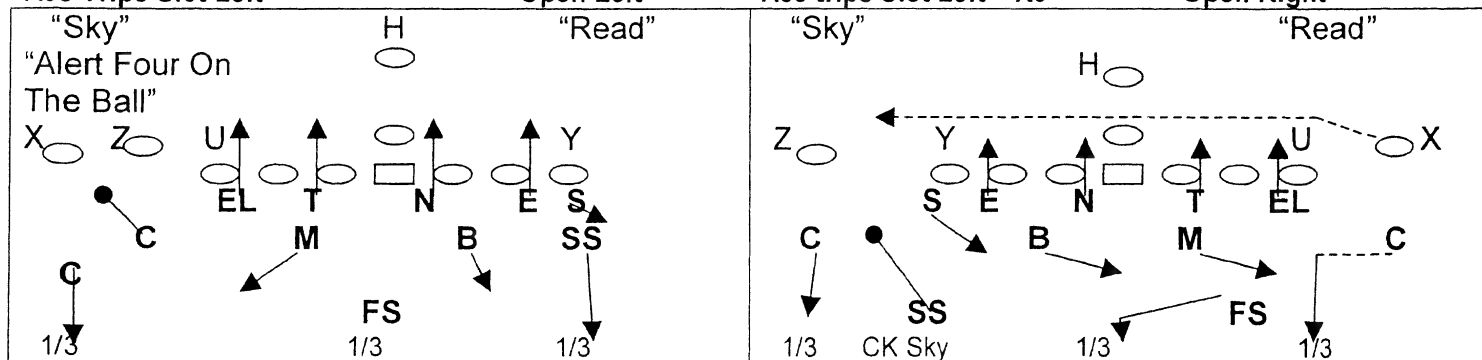 "Sky" H "Read"
"Alert Four On
The Ball"
X Z U Y
EL T N E S
C M B SS
C
FS
1/3 1/3 1/3
"Sky" "Read"
H
Z Y U X
S E N T EL
C B M C
SS FS
1/3 CK Sky 1/3 1/3